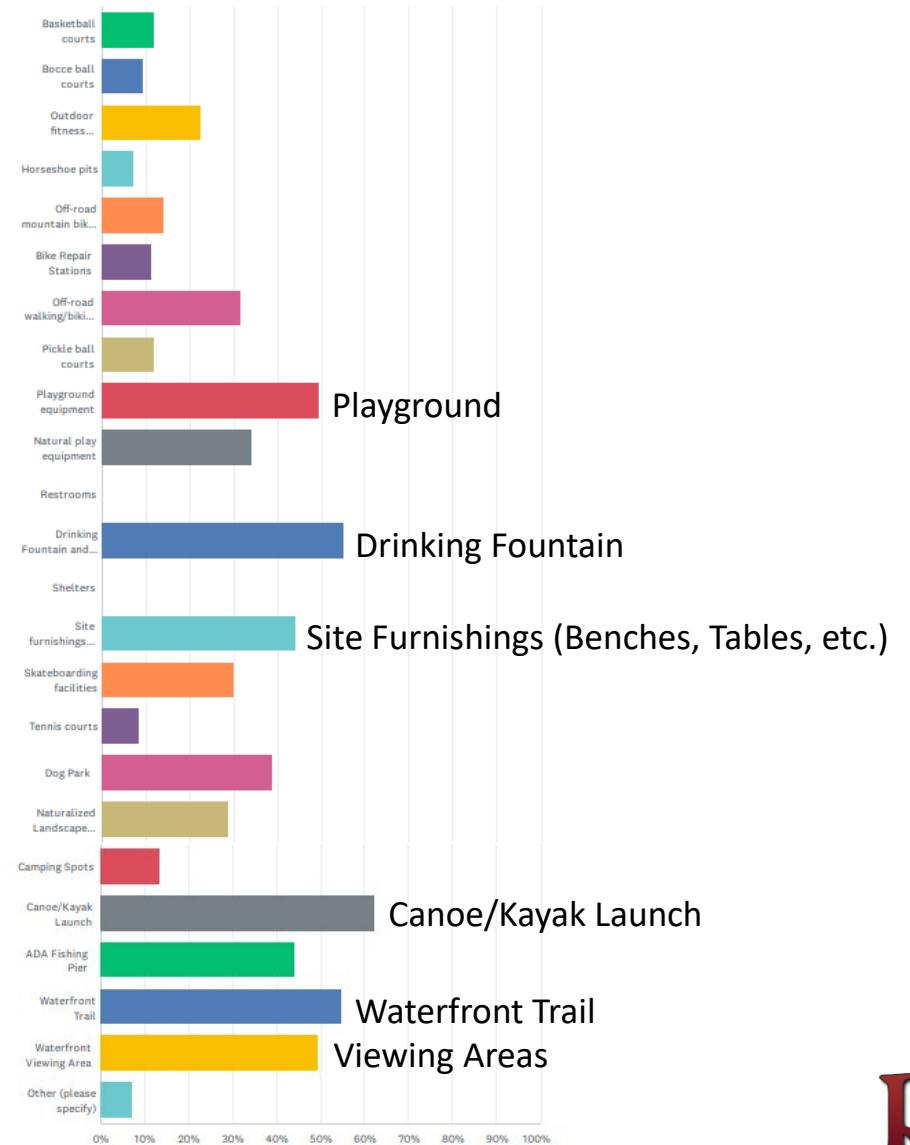 Basketball
courts
Bocce ball
courts
Outdoor
fitness...
Horseshoe pits
Off-road
mountain bik...
Bike Repair
Stations
Off-road
walking/biki...
Pickle ball
courts
Playground
equipment
Playground
Natural play
equipment
Restrooms
Drinking
Fountain and...
Drinking Fountain
Shelters
Site
furnishings...
Site Furnishings (Benches, Tables, etc.)
Skateboarding
facilities
Tennis courts
Dog Park
Naturalized
Landscape...
Camping Spots
Canoe/Kayak
Launch
Canoe/Kayak Launch
ADA Fishing
Pier
Waterfront
Trail
Waterfront Trail
Waterfront
Viewing Area
Viewing Areas
Other (please
specify)
0% 10% 20% 30% 40% 50% 60% 70% 80% 90% 100%